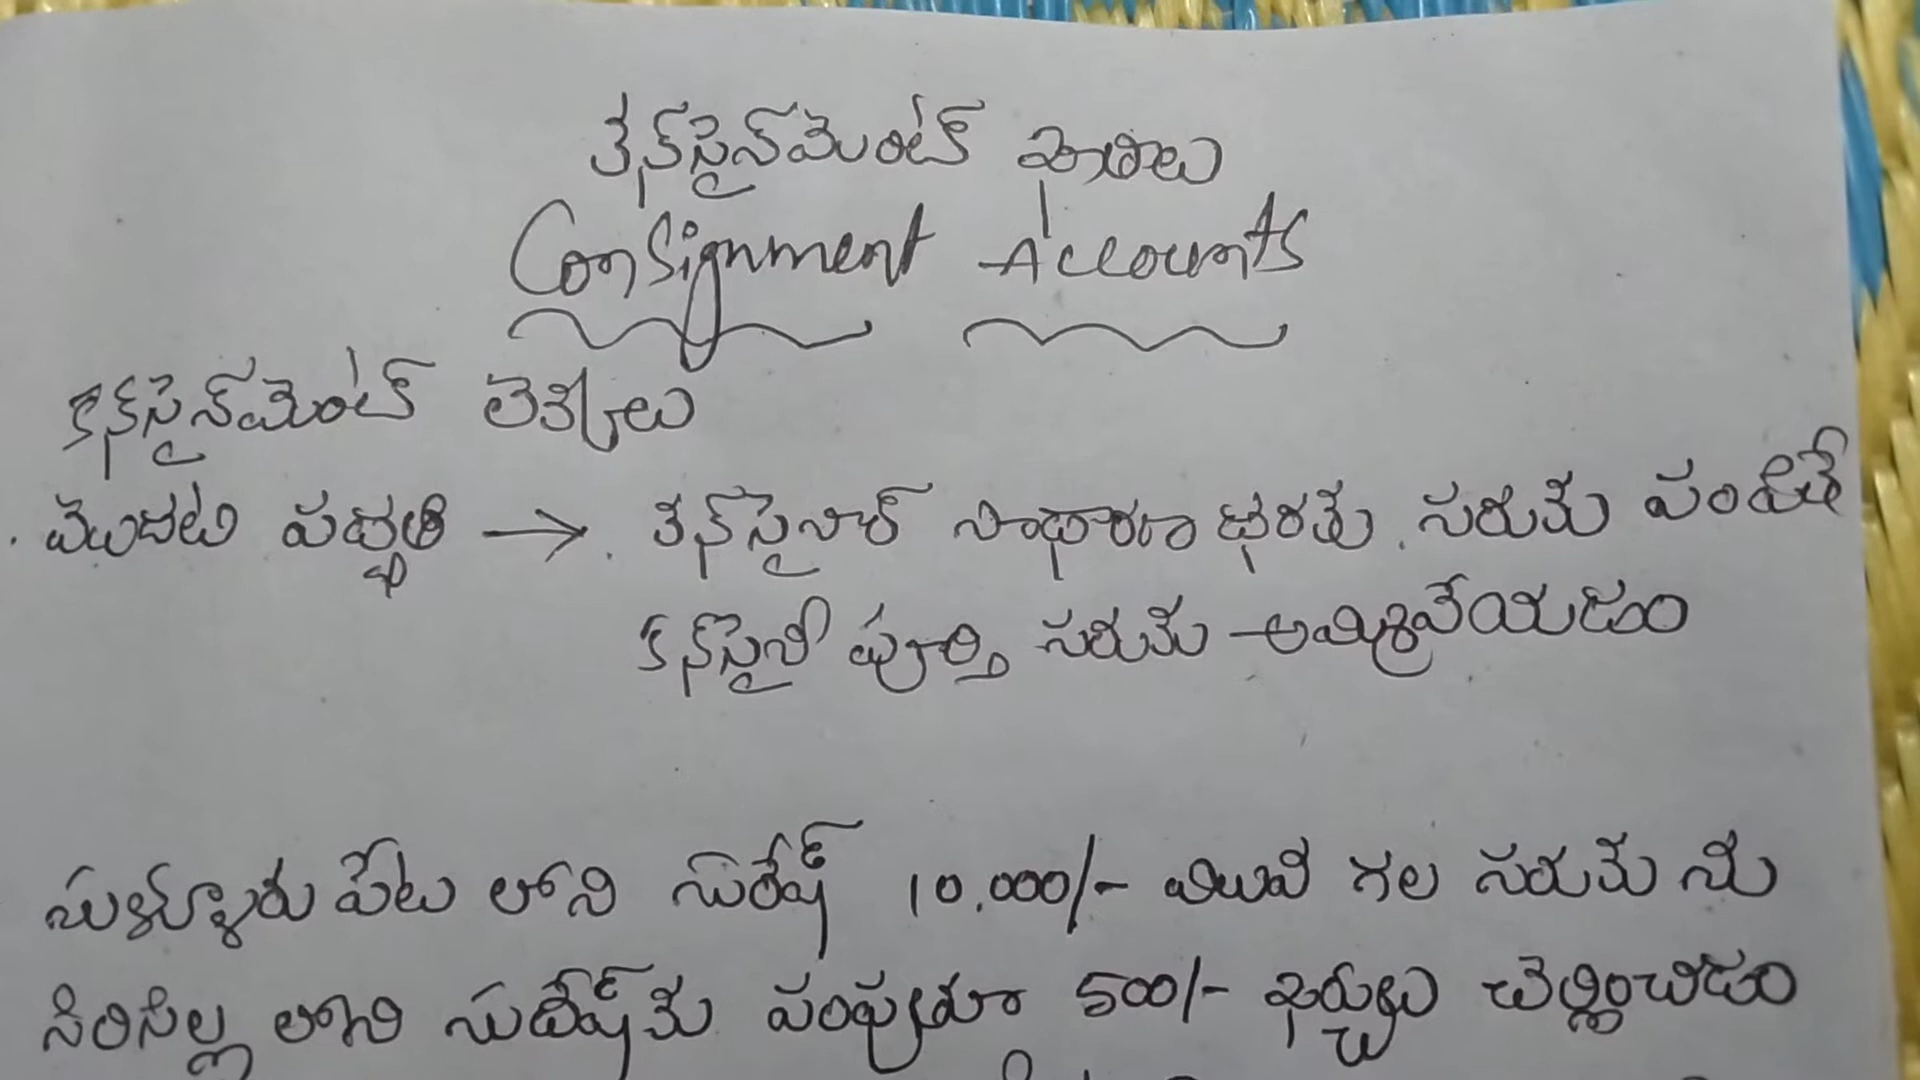 కన్‌సైన్‌మెంట్ ఖాతాలు
Consignment Accounts
కన్‌సైన్‌మెంట్ లెక్కలు
మొదటి పద్ధతి → కన్‌సైనార్ సాధారణ ధరకు సరుకు పంపితే
కన్‌సైనీ పూర్తి సరుకు అమ్మివేయడం
సుళ్ళూరు పేట లోని సురేష్ 10,000/- విలువ గల సరుకు ను
సిరిసిల్ల లోని సుదేష్‌కు పంపుతూ 500/- ఖర్చులు చెల్లించడం